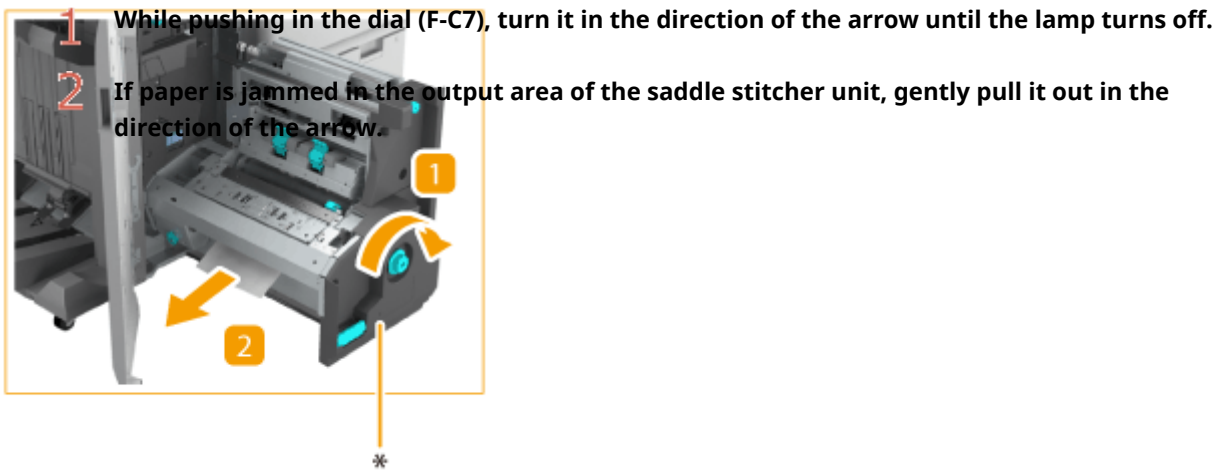 1 While pushing in the dial (F-C7), turn it in the direction of the arrow until the lamp turns off.
2 If paper is jammed in the output area of the saddle stitcher unit, gently pull it out in the
direction of the arrow.
1
2
*